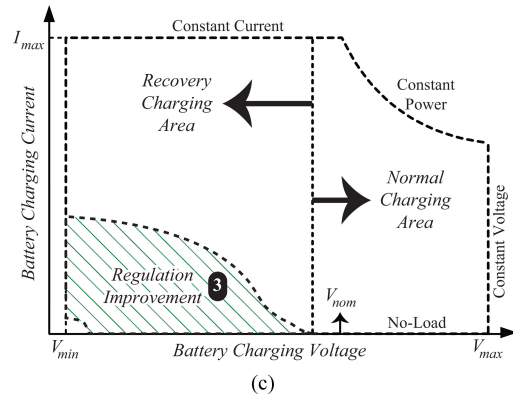 Constant Current
I_max
Recovery
Charging
Area
Constant
Power
Normal
Charging
Area
Battery Charging Current
Constant Voltage
Regulation
Improvement
3
V_nom
No-Load
V_min
Battery Charging Voltage
V_max
(c)